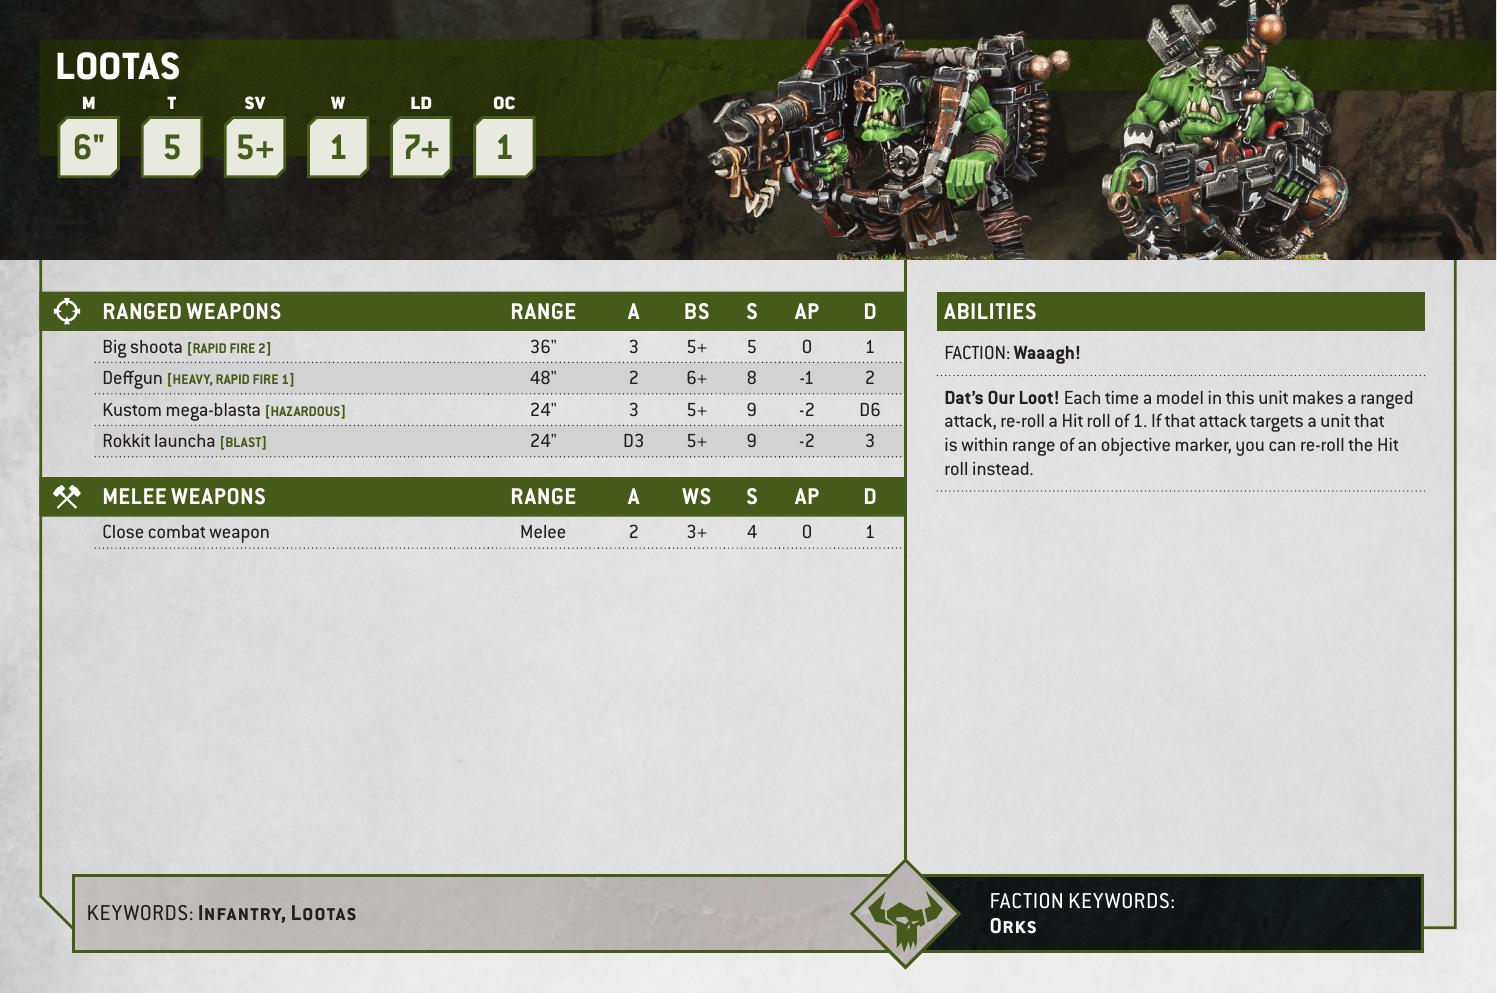 LOOTAS
M T SV W LD OC
6" 5 5+ 1 7+ 1
RANGED WEAPONS RANGE A BS S AP D
Big shoota [RAPID FIRE 2] 36" 3 5+ 5 0 1
Deffgun [HEAVY, RAPID FIRE 1] 48" 2 6+ 8 -1 2
Kustom mega-blasta [HAZARDOUS] 24" 3 5+ 9 -2 D6
Rokkit launcha [BLAST] 24" D3 5+ 9 -2 3
MELEE WEAPONS RANGE A WS S AP D
Close combat weapon Melee 2 3+ 4 0 1
ABILITIES
FACTION: Waaagh!
Dat's Our Loot! Each time a model in this unit makes a ranged
attack, re-roll a Hit roll of 1. If that attack targets a unit that
is within range of an objective marker, you can re-roll the Hit
roll instead.
KEYWORDS: INFANTRY, LOOTAS
FACTION KEYWORDS:
ORKS